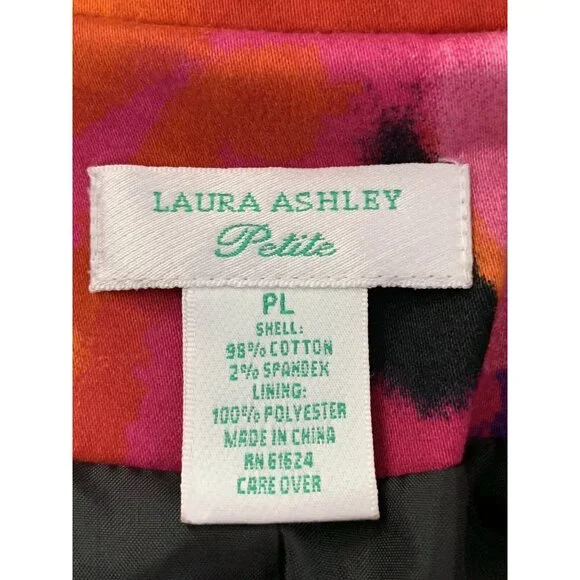 LAURA ASHLEY
Petite
PL
SHELL:
98% COTTON
2% SPANDEX
LINING:
100% POLYESTER
MADE IN CHINA
RN 61624
CARE OVER